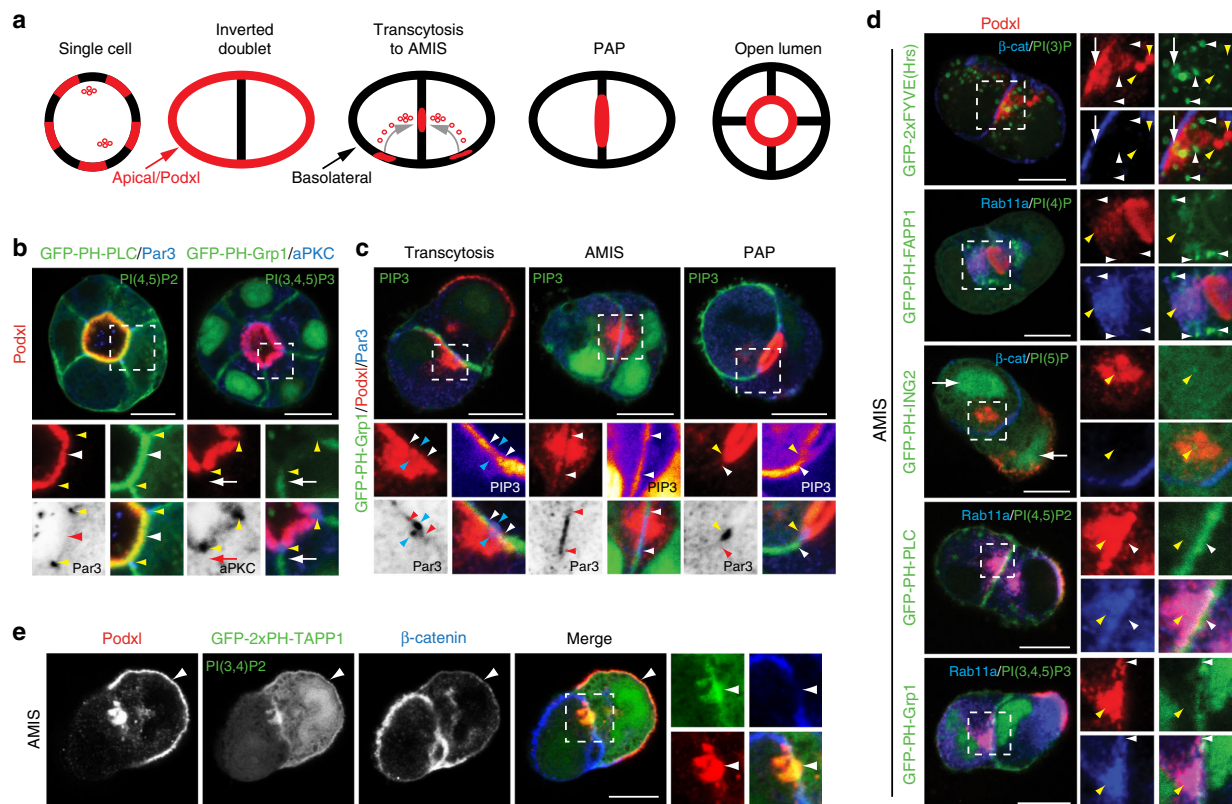 a
Single cell
Inverted
doublet
Transcytosis
to AMIS
PAP
Open lumen
Apical/Podxl
Basolateral
b
GFP-PH-PLC/Par3
GFP-PH-Grp1/aPKC
Podxl
PI(4,5)P2
PI(3,4,5)P3
Par3
aPKC
c
Transcytosis
AMIS
PAP
GFP-PH-Grp1/Podxl/Par3
PIP3
PIP3
PIP3
PIP3
PIP3
PIP3
Par3
Par3
Par3
d
Podxl
AMIS
GFP-2xFYVE(Hrs)
β-cat/PI(3)P
GFP-PH-FAPP1
Rab11a/PI(4)P
GFP-PH-ING2
β-cat/PI(5)P
GFP-PH-PLC
Rab11a/PI(4,5)P2
GFP-PH-Grp1
Rab11a/PI(3,4,5)P3
e
Podxl
GFP-2xPH-TAPP1
β-catenin
Merge
AMIS
PI(3,4)P2